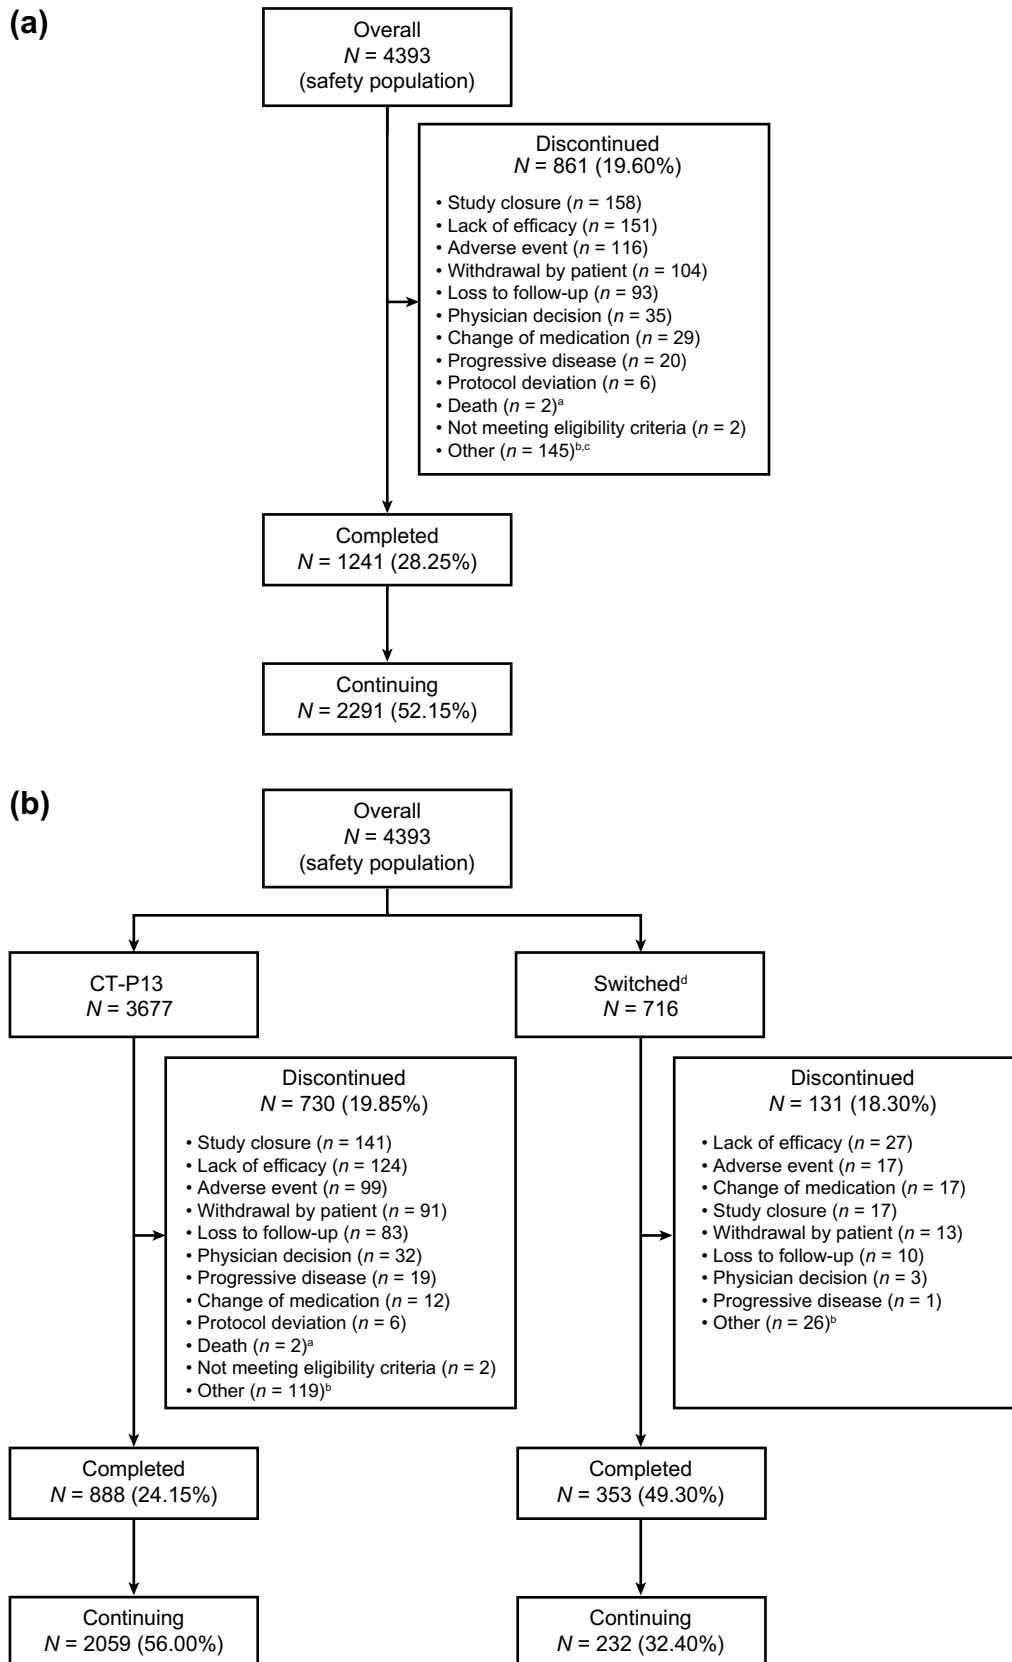 (a)
Overall
N = 4393
(safety population)
Discontinued
N = 861 (19.60%)
• Study closure (n = 158)
• Lack of efficacy (n = 151)
• Adverse event (n = 116)
• Withdrawal by patient (n = 104)
• Loss to follow-up (n = 93)
• Physician decision (n = 35)
• Change of medication (n = 29)
• Progressive disease (n = 20)
• Protocol deviation (n = 6)
• Death (n = 2)a
• Not meeting eligibility criteria (n = 2)
• Other (n = 145)b,c
Completed
N = 1241 (28.25%)
Continuing
N = 2291 (52.15%)
(b)
Overall
N = 4393
(safety population)
CT-P13
N = 3677
Switchedd
N = 716
Discontinued
N = 730 (19.85%)
• Study closure (n = 141)
• Lack of efficacy (n = 124)
• Adverse event (n = 99)
• Withdrawal by patient (n = 91)
• Loss to follow-up (n = 83)
• Physician decision (n = 32)
• Progressive disease (n = 19)
• Change of medication (n = 12)
• Protocol deviation (n = 6)
• Death (n = 2)a
• Not meeting eligibility criteria (n = 2)
• Other (n = 119)b
Discontinued
N = 131 (18.30%)
• Lack of efficacy (n = 27)
• Adverse event (n = 17)
• Change of medication (n = 17)
• Study closure (n = 17)
• Withdrawal by patient (n = 13)
• Loss to follow-up (n = 10)
• Physician decision (n = 3)
• Progressive disease (n = 1)
• Other (n = 26)b
Completed
N = 888 (24.15%)
Completed
N = 353 (49.30%)
Continuing
N = 2059 (56.00%)
Continuing
N = 232 (32.40%)